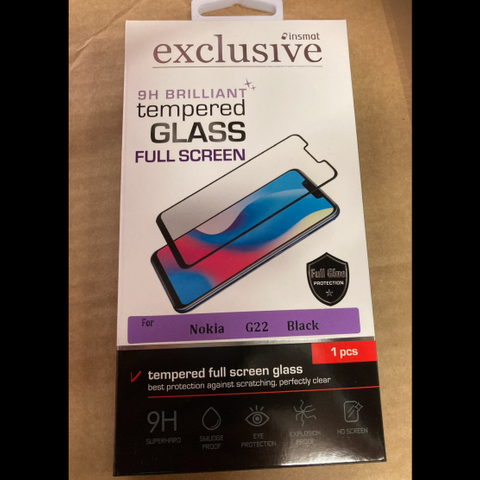 insmat
exclusive
9H BRILLIANT
tempered
GLASS
FULL SCREEN
Full Glue
PROTECTION
For Nokia G22 Black
1 pcs
tempered full screen glass
best protection against scratching, perfectly clear
9H
SUPERHARD
SMUDGE
PROOF
EYE
PROTECTION
EXPLOSION
PROOF
HD SCREEN